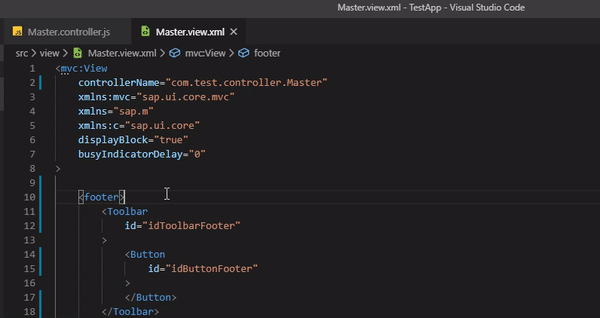 Master.view.xml - TestApp - Visual Studio Code
Master.controller.js Master.view.xml ×
src > view > Master.view.xml > mvc:View > footer
1 <mvc:View
2 controllerName="com.test.controller.Master"
3 xmlns:mvc="sap.ui.core.mvc"
4 xmlns="sap.m"
5 xmlns:c="sap.ui.core"
6 displayBlock="true"
7 busyIndicatorDelay="0"
8 >
9
10 <footer>
11 <Toolbar
12 id="idToolbarFooter"
13 >
14 <Button
15 id="idButtonFooter"
16 >
17 </Button>
18 </Toolbar>